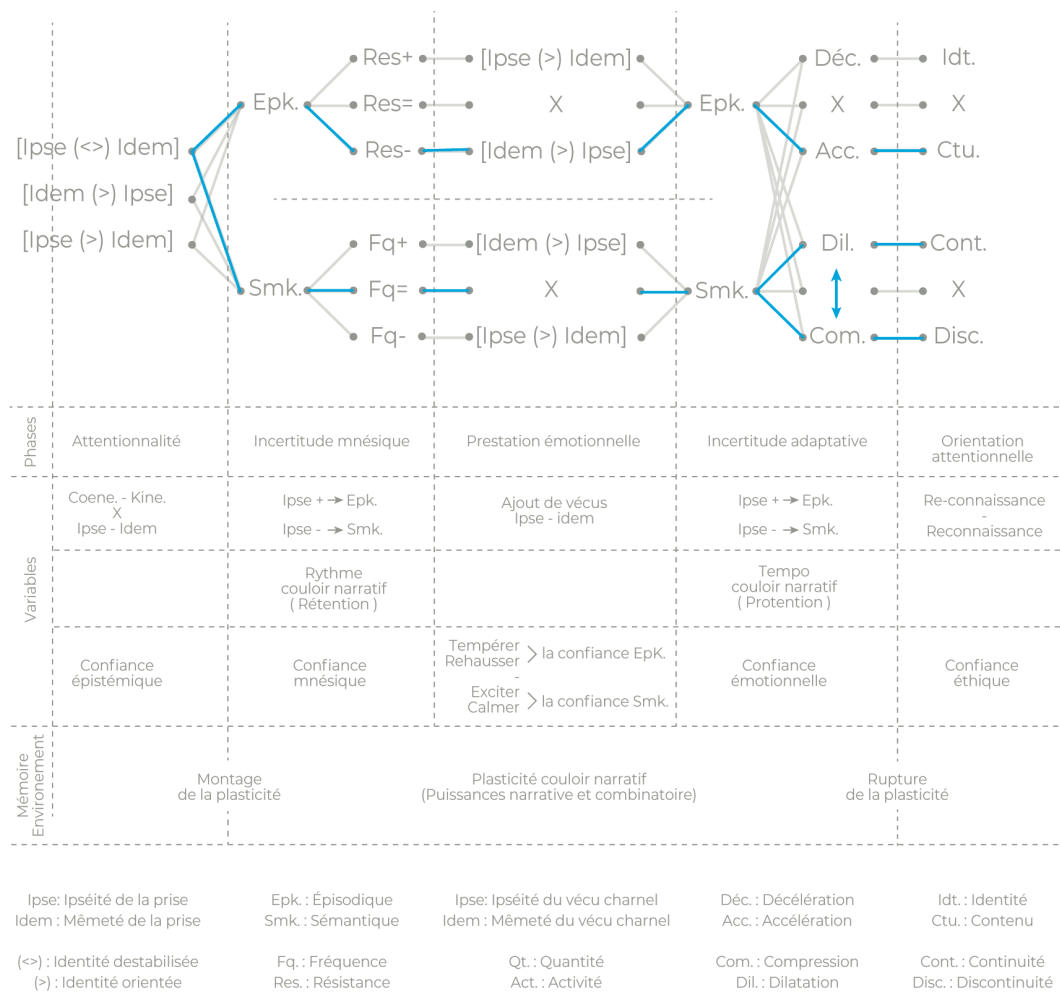 Res+ [Ipse (>) Idem] Déc. Idt.
Epk. Res= X Epk. X X
[Ipse (<>) Idem] Res- [Idem (>) Ipse] Acc. Ctu.
[Idem (>) Ipse]
[Ipse (>) Idem] Fq+ [Idem (>) Ipse] Dil. Cont.
Smk. Fq= X Smk. X
Fq- [Ipse (>) Idem] Com. Disc.
Phases
Attentionnalité
Incertitude mnésique
Prestation émotionnelle
Incertitude adaptative
Orientation
attentionnelle
Variables
Coene. - Kine.
X
Ipse - Idem
Ipse + → Epk.
Ipse - → Smk.
Ajout de vécus
Ipse - idem
Ipse + → Epk.
Ipse - → Smk.
Re-connaissance
-
Reconnaissance
Rythme
couloir narratif
( Rétention )
Tempo
couloir narratif
( Protention )
Confiance
épistémique
Confiance
mnésique
Tempérer
Rehausser > la confiance EpK.
-
Exciter
Calmer > la confiance Smk.
Confiance
émotionnelle
Confiance
éthique
Mémoire
Environement
Montage
de la plasticité
Plasticité couloir narratif
(Puissances narrative et combinatoire)
Rupture
de la plasticité
Ipse: Ipséité de la prise
Idem : Mêmeté de la prise
(<>) : Identité destabilisée
(>) : Identité orientée
Epk. : Épisodique
Smk. : Sémantique
Fq. : Fréquence
Res. : Résistance
Ipse: Ipséité du vécu charnel
Idem : Mêmeté du vécu charnel
Qt. : Quantité
Act. : Activité
Déc. : Décélération
Acc. : Accélération
Com. : Compression
Dil. : Dilatation
Idt. : Identité
Ctu. : Contenu
Cont. : Continuité
Disc. : Discontinuité